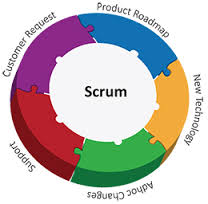 Product Roadmap
New Technology
Adhoc Changes
Support
Customer Request
Scrum